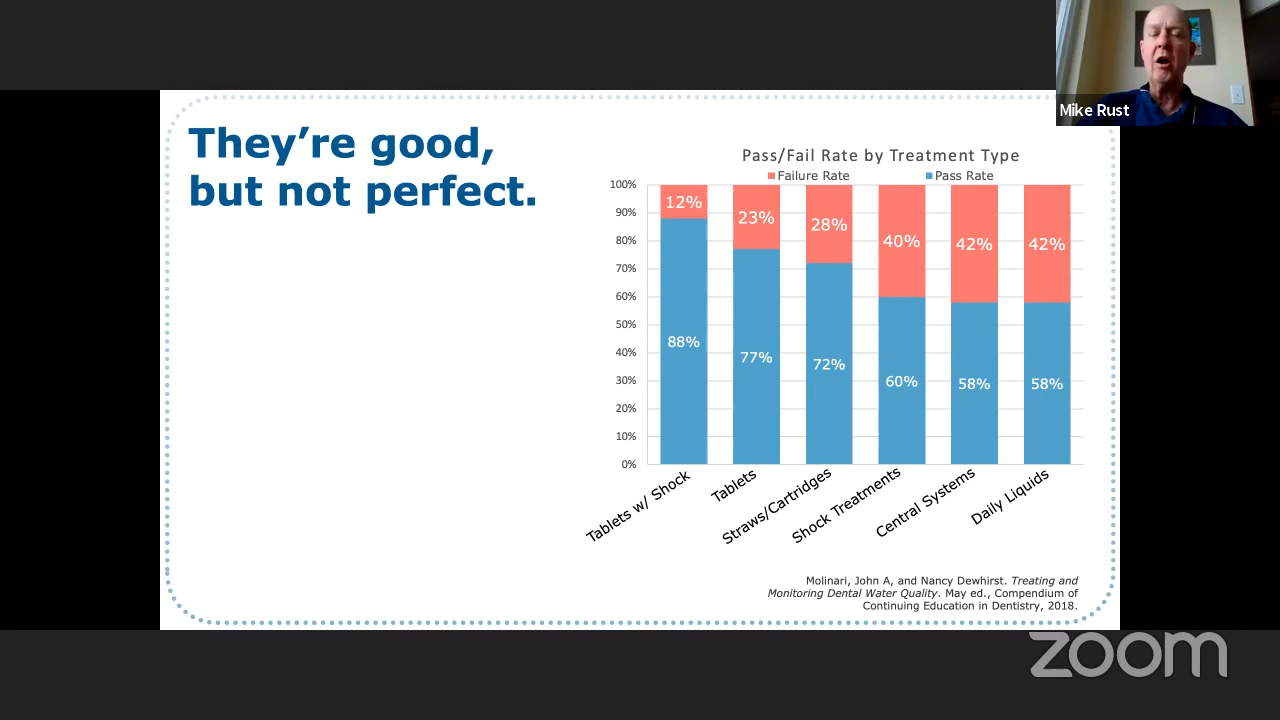 Mike Rust
They're good,
but not perfect.
Pass/Fail Rate by Treatment Type
Failure Rate Pass Rate
100%
90%
80%
70%
60%
50%
40%
30%
20%
10%
0%
12% 23% 28% 40% 42% 42%
88% 77% 72% 60% 58% 58%
Tablets w/ Shock
Tablets
Straws/Cartridges
Shock Treatments
Central Systems
Daily Liquids
Molinari, John A, and Nancy Dewhirst. Treating and
Monitoring Dental Water Quality. May ed., Compendium of
Continuing Education in Dentistry, 2018.
zoom